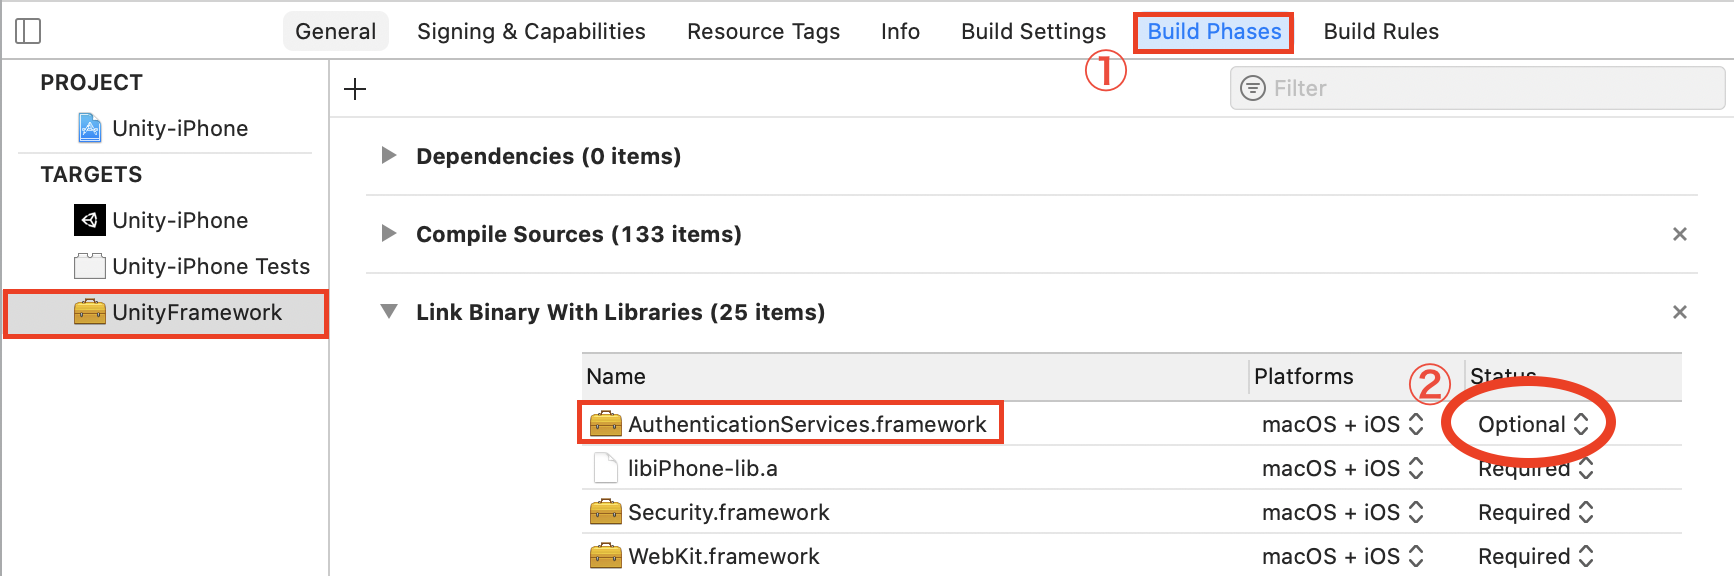 General Signing & Capabilities Resource Tags Info Build Settings Build Phases Build Rules
①
PROJECT
Unity-iPhone
TARGETS
Unity-iPhone
Unity-iPhone Tests
UnityFramework
+ Filter
Dependencies (0 items)
Compile Sources (133 items) ×
Link Binary With Libraries (25 items) ×
Name Platforms ② Status
AuthenticationServices.framework macOS + iOS Optional
libiPhone-lib.a macOS + iOS Required
Security.framework macOS + iOS Required
WebKit.framework macOS + iOS Required